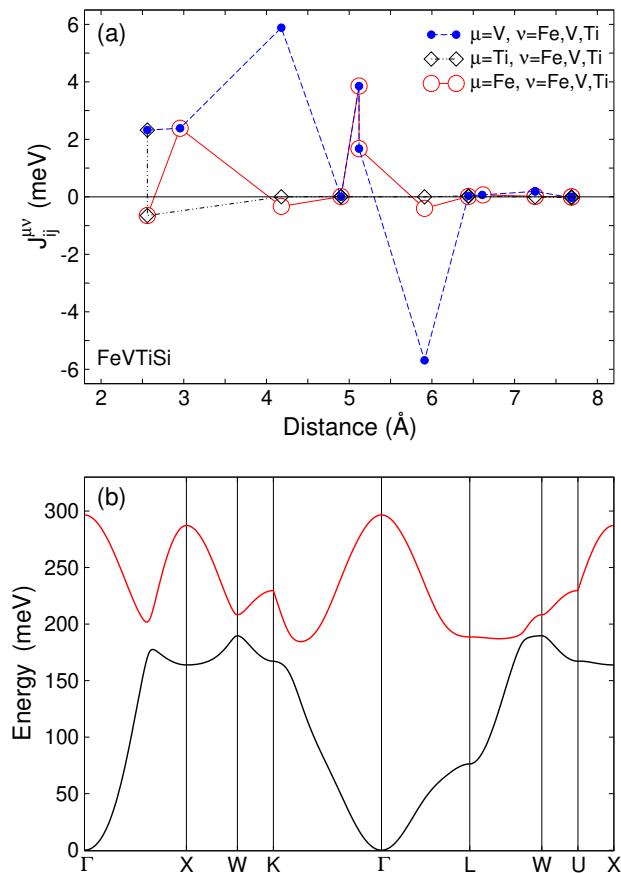 (a)
μ=V, ν=Fe,V,Ti
μ=Ti, ν=Fe,V,Ti
μ=Fe, ν=Fe,V,Ti
6
4
2
0
-2
-4
-6
J_ij^μν (meV)
FeVTiSi
2 3 4 5 6 7 8
Distance (Å)
(b)
300
250
200
150
100
50
0
Energy (meV)
Γ X W K Γ L W U X